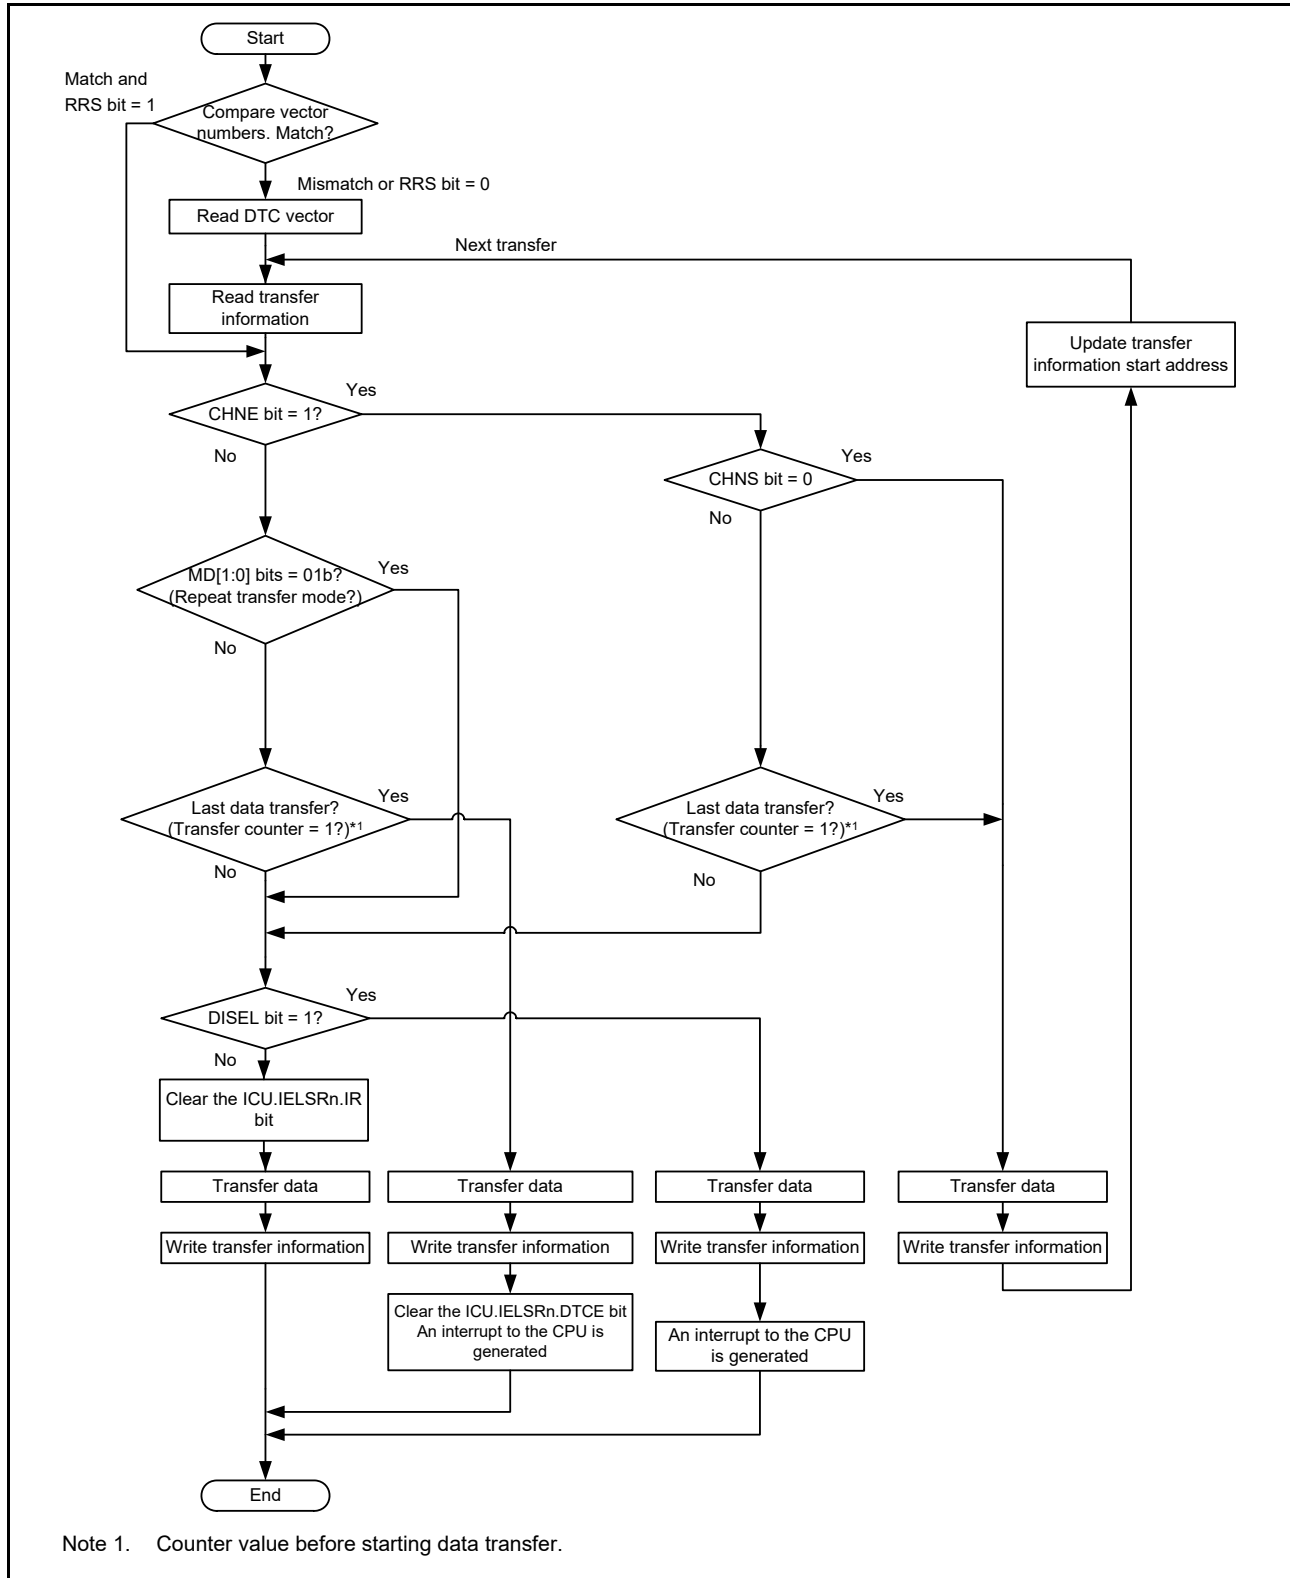 Start
Match and
RRS bit = 1
Compare vector
numbers. Match?
Mismatch or RRS bit = 0
Read DTC vector
Next transfer
Read transfer
information
Update transfer
information start address
Yes
CHNE bit = 1?
No
Yes
CHNS bit = 0
No
MD[1:0] bits = 01b?
(Repeat transfer mode?)
Yes
No
Last data transfer?
(Transfer counter = 1?)*1
Yes
No
Last data transfer?
(Transfer counter = 1?)*1
Yes
No
Yes
DISEL bit = 1?
No
Clear the ICU.IELSRn.IR
bit
Transfer data
Transfer data
Transfer data
Transfer data
Write transfer information
Write transfer information
Write transfer information
Write transfer information
Clear the ICU.IELSRn.DTCE bit
An interrupt to the CPU is
generated
An interrupt to the CPU
is generated
End
Note 1. Counter value before starting data transfer.